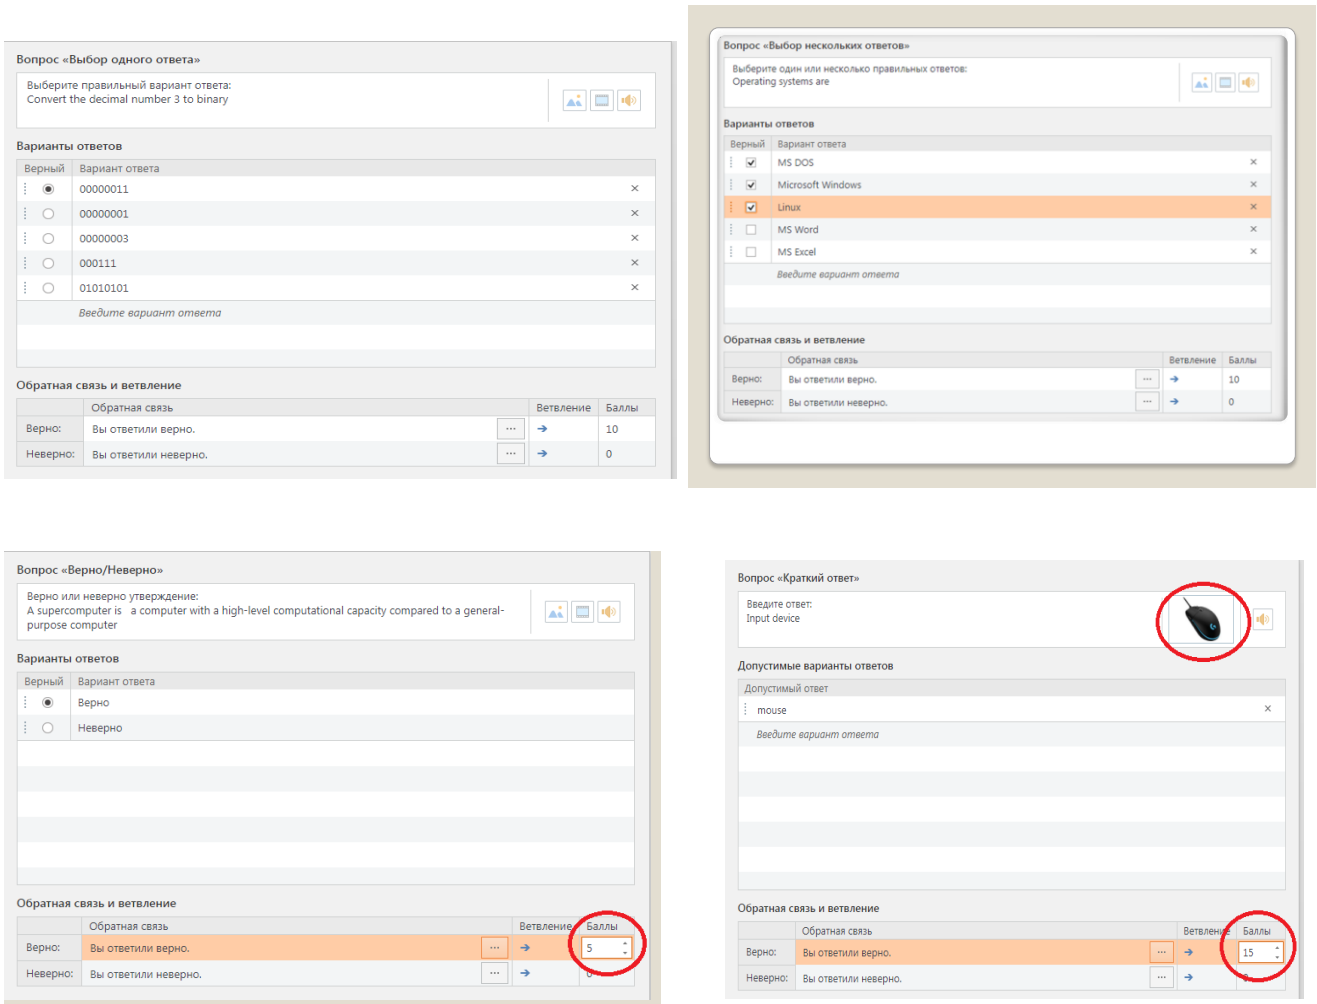 Вопрос «Выбор одного ответа»
Выберите правильный вариант ответа:
Convert the decimal number 3 to binary
Варианты ответов
Верный Вариант ответа
00000011
00000001
00000003
000111
01010101
Введите вариант ответа
Обратная связь и ветвление
Обратная связь Ветвление Баллы
Верно: Вы ответили верно. ... 10
Неверно: Вы ответили неверно. ... 0
Вопрос «Выбор нескольких ответов»
Выберите один или несколько правильных ответов:
Operating systems are
Варианты ответов
Верный Вариант ответа
MS DOS
Microsoft Windows
Linux
MS Word
MS Excel
Введите вариант ответа
Обратная связь и ветвление
Обратная связь Ветвление Баллы
Верно: Вы ответили верно. ... 10
Неверно: Вы ответили неверно. ... 0
Вопрос «Верно/Неверно»
Верно или неверно утверждение:
A supercomputer is a computer with a high-level computational capacity compared to a general-
purpose computer
Варианты ответов
Верный Вариант ответа
Верно
Неверно
Обратная связь и ветвление
Обратная связь Ветвление Баллы
Верно: Вы ответили верно. ... 5
Неверно: Вы ответили неверно. ... 0
Вопрос «Краткий ответ»
Введите ответ:
Input device
Допустимые варианты ответов
Допустимый ответ
mouse
Введите вариант ответа
Обратная связь и ветвление
Обратная связь Ветвление Баллы
Верно: Вы ответили верно. ... 15
Неверно: Вы ответили неверно. ... 0